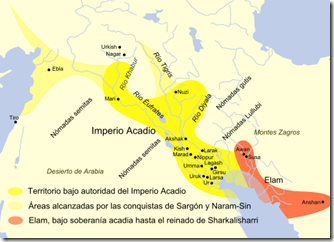 Urkish
Nagar
Río Khabur
Río Tigris
Ebla
Nuzi
Mari
Río Éufrates
Río Diyala
Nómadas gutis
Nómadas semitas
Tiro
Imperio Acadio
Akshak
Nómadas Lullubi
Montes Zagros
Nómadas semitas
Kish
Marad
Larak
Nippur
Awan
Susa
Umma
Lagash
Girsu
Elam
Desierto de Arabia
Uruk
Larsa
Ur
Anshan
Territorio bajo autoridad del Imperio Acadio
Áreas alcanzadas por las conquistas de Sargón y Naram-Sin
Elam, bajo soberanía acadia hasta el reinado de Sharkalisharri